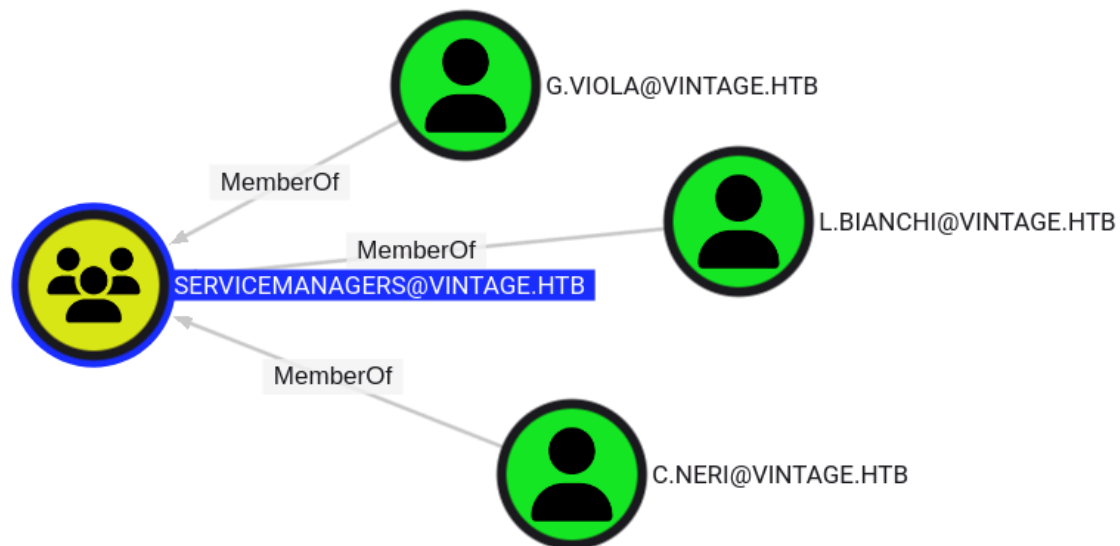 G.VIOLA@VINTAGE.HTB
MemberOf
L.BIANCHI@VINTAGE.HTB
MemberOf
SERVICEMANAGERS@VINTAGE.HTB
MemberOf
C.NERI@VINTAGE.HTB